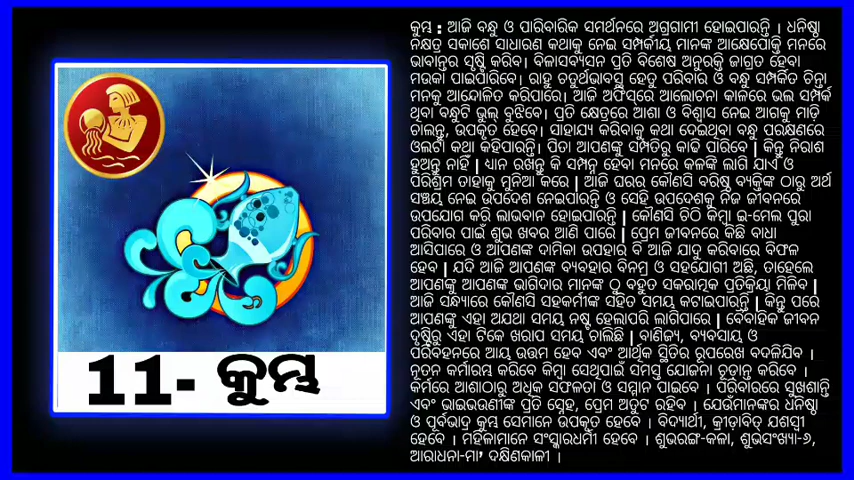 11- କୁମ୍ଭ
କୁମ୍ଭ : ଆଜି ବନ୍ଧୁ ଓ ପାରିବାରିକ ସମର୍ଥନରେ ଅଗ୍ରଗାମୀ ହୋଇପାରନ୍ତି । ଧନିଷ୍ଠା
ନକ୍ଷତ୍ର ସକାଶେ ସାଧାରଣ କଥାକୁ ନେଇ ସମ୍ପର୍କୀୟ ମାନଙ୍କ ଆକ୍ଷେପୋକ୍ତି ମନରେ
ଭାବାନ୍ତର ସୃଷ୍ଟି କରିବ। ବିଳାସବ୍ୟସନ ପ୍ରତି ବିଶେଷ ଅନୁରକ୍ତି ଜାଗ୍ରତ ହେବା
ମଉକା ପାଇପାରିବେ। ରାହୁ ଚତୁର୍ଥଭାବସ୍ଥ ହେତୁ ପରିବାର ଓ ବନ୍ଧୁ ସମ୍ପର୍କିତ ଚିନ୍ତା
ମନକୁ ଆନ୍ଦୋଳିତ କରିପାରେ। ଆଜି ଅଫିସ୍‌ରେ ଆଲୋଚନା କାଳରେ ଭଲ ସମ୍ପର୍କ
ଥିବା ବନ୍ଧୁଟି ଭୁଲ୍ ବୁଝିବେ। ପ୍ରତି କ୍ଷେତ୍ରରେ ଆଶା ଓ ବିଶ୍ୱାସ ନେଇ ଆଗକୁ ମାଡ଼ି
ଚାଲନ୍ତୁ, ଉପକୃତ ହେବେ। ସାହାଯ୍ୟ କରିବାକୁ କଥା ଦେଇଥିବା ବନ୍ଧୁ ପରକ୍ଷଣରେ
ଓଲଟା କଥା କହିପାରନ୍ତି। ପିତା ଆପଣଙ୍କୁ ସମ୍ପତିରୁ କାଢି ପାରିବେ | କିନ୍ତୁ ନିରାଶ
ହୁଅନ୍ତୁ ନାହିଁ | ଧ୍ୟାନ ରଖନ୍ତୁ କି ସମ୍ପନ୍ନ ହେବା ମନରେ କଳଙ୍କି ଲାଗି ଯାଏ ଓ
ପରିଶ୍ରମ ତାହାକୁ ମୁନିଆ କରେ | ଆଜି ଘରର କୌଣସି ବରିଷ୍ଠ ବ୍ୟକ୍ତିଙ୍କ ଠାରୁ ଅର୍ଥ
ସଞ୍ଚୟ ନେଇ ଉପଦେଶ ନେଇପାରନ୍ତି ଓ ସେହି ଉପଦେଶକୁ ନିଜ ଜୀବନରେ
ଉପଯୋଗ କରି ଲାଭବାନ ହୋଇପାରନ୍ତି | କୌଣସି ଚିଠି କିମ୍ବା ଇ-ମେଲ ପୁରା
ପରିବାର ପାଇଁ ଶୁଭ ଖବର ଆଣି ପାରେ | ପ୍ରେମ ଜୀବନରେ କିଛି ବାଧା
ଆସିପାରେ ଓ ଆପଣଙ୍କ ଦାମିକା ଉପହାର ବି ଆଜି ଯାଦୁ କରିବାରେ ବିଫଳ
ହେବ | ଯଦି ଆଜି ଆପଣଙ୍କ ବ୍ୟବହାର ବିନମ୍ର ଓ ସହଯୋଗୀ ଅଛି, ତାହେଲେ
ଆପଣଙ୍କୁ ଆପଣଙ୍କ ଭାଗିଦାର ମାନଙ୍କ ଠୁ ବହୁତ ସକରାତ୍ମକ ପ୍ରତିକ୍ରିୟା ମିଳିବ |
ଆଜି ସନ୍ଧ୍ୟାରେ କୌଣସି ସହକର୍ମୀଙ୍କ ସହିତ ସମୟ କଟାଇପାରନ୍ତି | କିନ୍ତୁ ପରେ
ଆପଣଙ୍କୁ ଏହା ଅଯଥା ସମୟ ନଷ୍ଟ ହେଲାପରି ଲାଗିପାରେ | ବୈବାହିକ ଜୀବନ
ଦୃଷ୍ଟିରୁ ଏହା ଟିକେ ଖରାପ ସମୟ ଚାଲିଛି | ବାଣିଜ୍ୟ, ବ୍ୟବସାୟ ଓ
ପରିବହନରେ ଆୟ ଉତ୍ତମ ହେବ ଏବଂ ଆର୍ଥିକ ସ୍ଥିତିର ରୂପରେଖ ବଦଳିଯିବ ।
ନୂତନ କର୍ମାରମ୍ଭ କରିବେ କିମ୍ବା ସେଥିପାଇଁ ସମସ୍ତ ଯୋଜନା ଚୂଡ଼ାନ୍ତ କରିବେ ।
କର୍ମରେ ଆଶାଠାରୁ ଅଧିକ ସଫଳତା ଓ ସମ୍ମାନ ପାଇବେ । ପରିବାରରେ ସୁଖଶାନ୍ତି
ଏବଂ ଭାଇଭଉଣୀଙ୍କ ପ୍ରତି ସ୍ନେହ, ପ୍ରେମ ଅତୁଟ ରହିବ । ଯେଉଁମାନଙ୍କର ଧନିଷ୍ଠା
ଓ ପୂର୍ବଭାଦ୍ର କୁମ୍ଭ ସେମାନେ ଉପକୃତ ହେବେ । ବିଦ୍ୟାର୍ଥୀ, କ୍ରୀଡ଼ାବିତ୍ ଯଶସ୍ୱୀ
ହେବେ । ମହିଳାମାନେ ସଂସ୍କାରଧର୍ମୀ ହେବେ । ଶୁଭରଙ୍ଗ-କଳା, ଶୁଭସଂଖ୍ୟା-୬,
ଆରାଧନା-ମା' ଦକ୍ଷିଣକାଳୀ ।